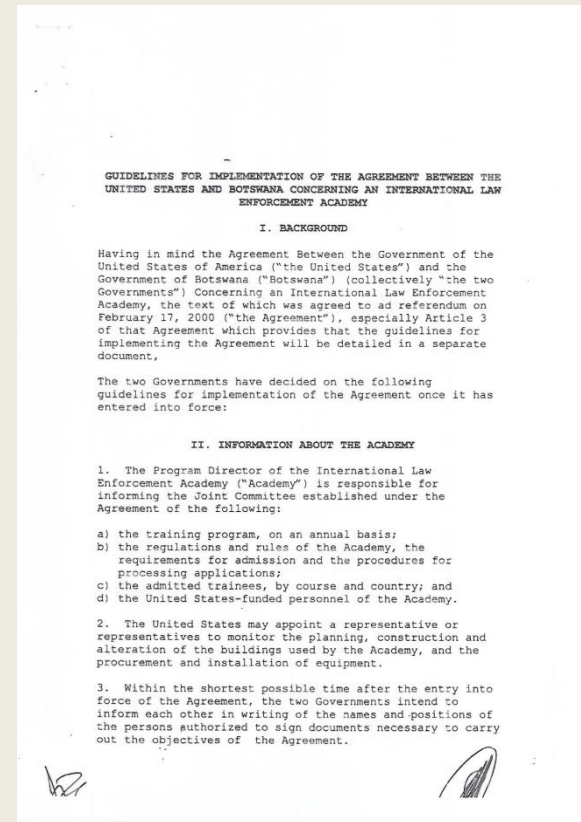 GUIDELINES FOR IMPLEMENTATION OF THE AGREEMENT BETWEEN THE
UNITED STATES AND BOTSWANA CONCERNING AN INTERNATIONAL LAW
ENFORCEMENT ACADEMY
I. BACKGROUND
Having in mind the Agreement Between the Government of the
United States of America ("the United States") and the
Government of Botswana ("Botswana") (collectively "the two
Governments") Concerning an International Law Enforcement
Academy, the text of which was agreed to ad referendum on
February 17, 2000 ("the Agreement"), especially Article 3
of that Agreement which provides that the guidelines for
implementing the Agreement will be detailed in a separate
document,
The two Governments have decided on the following
guidelines for implementation of the Agreement once it has
entered into force:
II. INFORMATION ABOUT THE ACADEMY
1. The Program Director of the International Law
Enforcement Academy ("Academy") is responsible for
informing the Joint Committee established under the
Agreement of the following:
a) the training program, on an annual basis;
b) the regulations and rules of the Academy, the
requirements for admission and the procedures for
processing applications;
c) the admitted trainees, by course and country; and
d) the United States-funded personnel of the Academy.
2. The United States may appoint a representative or
representatives to monitor the planning, construction and
alteration of the buildings used by the Academy, and the
procurement and installation of equipment.
3. Within the shortest possible time after the entry into
force of the Agreement, the two Governments intend to
inform each other in writing of the names and positions of
the persons authorized to sign documents necessary to carry
out the objectives of the Agreement.